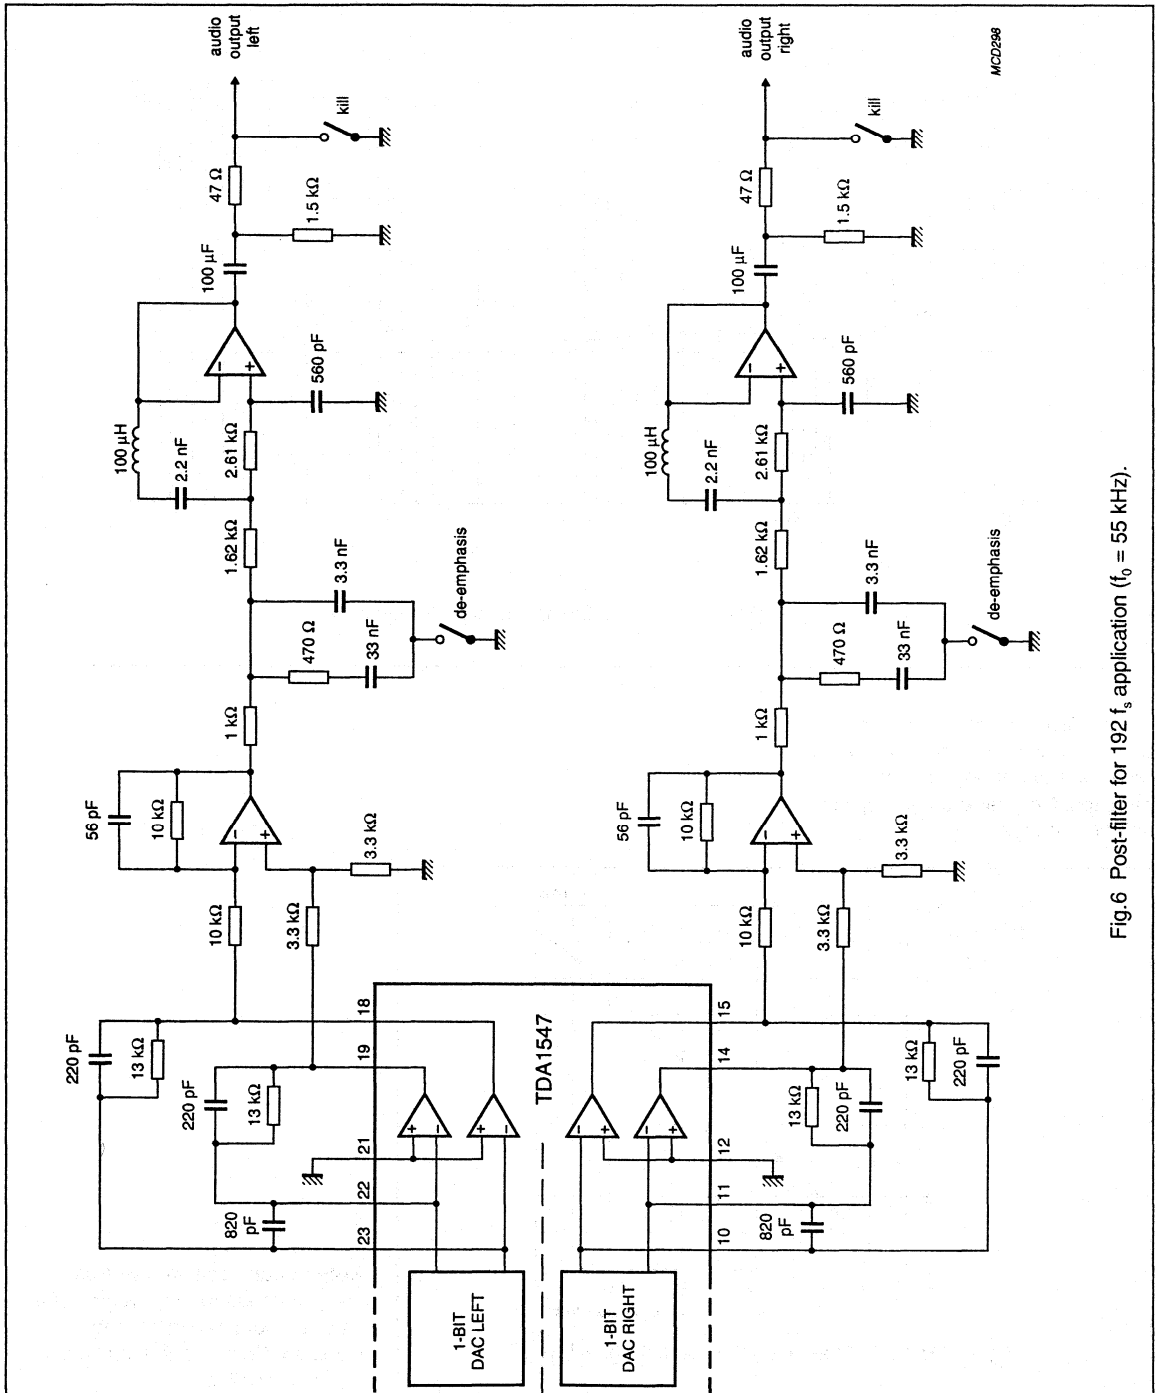 audio
output
left
kill
47 Ω
1.5 kΩ
100 μF
−
+
560 pF
100 μH
2.2 nF
2.61 kΩ
1.62 kΩ
3.3 nF
de-emphasis
470 Ω
33 nF
1 kΩ
56 pF
10 kΩ
−
+
3.3 kΩ
10 kΩ
3.3 kΩ
220 pF
13 kΩ
220 pF
13 kΩ
18
19
21
22
23
820
pF
+
−
+
−
1-BIT
DAC LEFT
TDA1547
audio
output
right
kill
47 Ω
1.5 kΩ
100 μF
−
+
560 pF
100 μH
2.2 nF
2.61 kΩ
1.62 kΩ
3.3 nF
de-emphasis
470 Ω
33 nF
1 kΩ
56 pF
10 kΩ
−
+
3.3 kΩ
10 kΩ
3.3 kΩ
15
14
12
11
10
13 kΩ
220 pF
13 kΩ
220 pF
820
pF
−
+
−
+
1-BIT
DAC RIGHT
MCD298
Fig.6 Post-filter for 192 fs application (f0 = 55 kHz).